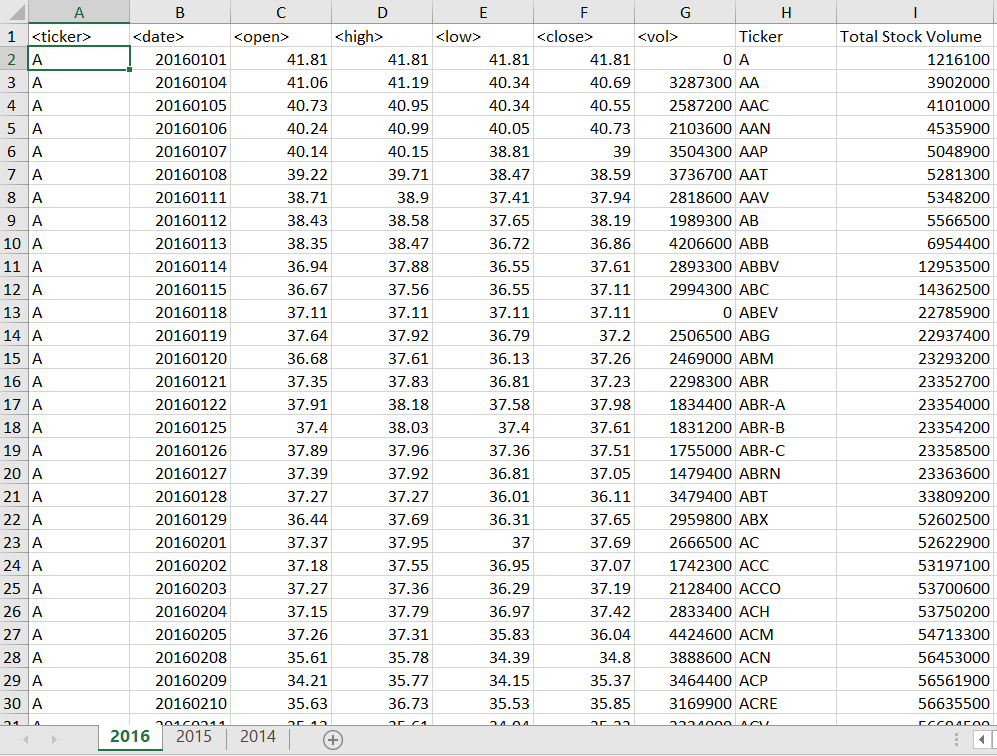 A B C D E F G H I
1 <ticker> <date> <open> <high> <low> <close> <vol> Ticker Total Stock Volume
2 A 20160101 41.81 41.81 41.81 41.81 0 A 1216100
3 A 20160104 41.06 41.19 40.34 40.69 3287300 AA 3902000
4 A 20160105 40.73 40.95 40.34 40.55 2587200 AAC 4101000
5 A 20160106 40.24 40.99 40.05 40.73 2103600 AAN 4535900
6 A 20160107 40.14 40.15 38.81 39 3504300 AAP 5048900
7 A 20160108 39.22 39.71 38.47 38.59 3736700 AAT 5281300
8 A 20160111 38.71 38.9 37.41 37.94 2818600 AAV 5348200
9 A 20160112 38.43 38.58 37.65 38.19 1989300 AB 5566500
10 A 20160113 38.35 38.47 36.72 36.86 4206600 ABB 6954400
11 A 20160114 36.94 37.88 36.55 37.61 2893300 ABBV 12953500
12 A 20160115 36.67 37.56 36.55 37.11 2994300 ABC 14362500
13 A 20160118 37.11 37.11 37.11 37.11 0 ABEV 22785900
14 A 20160119 37.64 37.92 36.79 37.2 2506500 ABG 22937400
15 A 20160120 36.68 37.61 36.13 37.26 2469000 ABM 23293200
16 A 20160121 37.35 37.83 36.81 37.23 2298300 ABR 23352700
17 A 20160122 37.91 38.18 37.58 37.98 1834400 ABR-A 23354000
18 A 20160125 37.4 38.03 37.4 37.61 1831200 ABR-B 23354200
19 A 20160126 37.89 37.96 37.36 37.51 1755000 ABR-C 23358500
20 A 20160127 37.39 37.92 36.81 37.05 1479400 ABRN 23363600
21 A 20160128 37.27 37.27 36.01 36.11 3479400 ABT 33809200
22 A 20160129 36.44 37.69 36.31 37.65 2959800 ABX 52602500
23 A 20160201 37.37 37.95 37 37.69 2666500 AC 52622900
24 A 20160202 37.18 37.55 36.95 37.07 1742300 ACC 53197100
25 A 20160203 37.27 37.36 36.29 37.19 2128400 ACCO 53700600
26 A 20160204 37.15 37.79 36.97 37.42 2833400 ACH 53750200
27 A 20160205 37.26 37.31 35.83 36.04 4424600 ACM 54713300
28 A 20160208 35.61 35.78 34.39 34.8 3888600 ACN 56453000
29 A 20160209 34.21 35.77 34.15 35.37 3464400 ACP 56561900
30 A 20160210 35.63 36.73 35.53 35.85 3169900 ACRE 56635500
2016 2015 2014